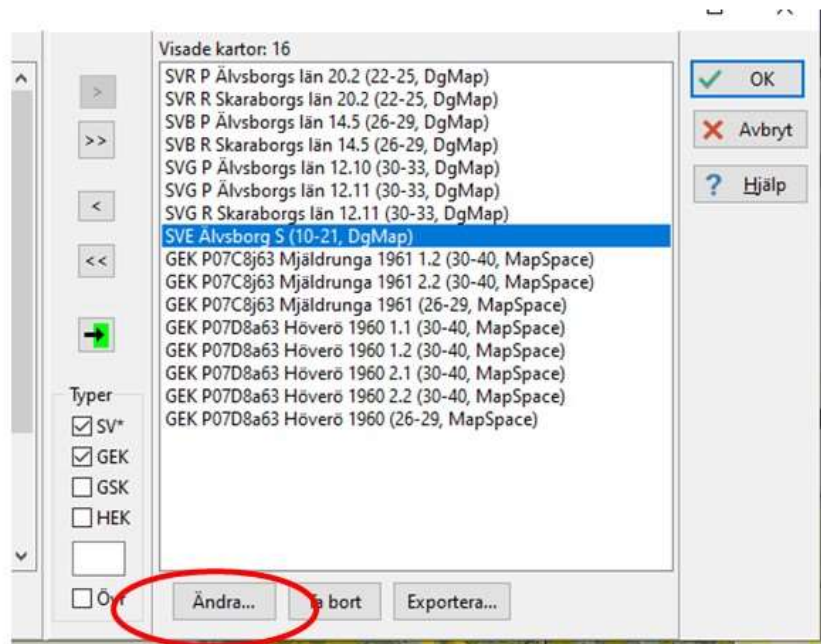 Visade kartor: 16
SVR P Älvsborgs län 20.2 (22-25, DgMap)
SVR R Skaraborgs län 20.2 (22-25, DgMap)
SVB P Älvsborgs län 14.5 (26-29, DgMap)
SVB R Skaraborgs län 14.5 (26-29, DgMap)
SVG P Älvsborgs län 12.10 (30-33, DgMap)
SVG P Älvsborgs län 12.11 (30-33, DgMap)
SVG R Skaraborgs län 12.11 (30-33, DgMap)
SVE Älvsborg S (10-21, DgMap)
GEK P07C8j63 Mjäldrunga 1961 1.2 (30-40, MapSpace)
GEK P07C8j63 Mjäldrunga 1961 2.2 (30-40, MapSpace)
GEK P07C8j63 Mjäldrunga 1961 (26-29, MapSpace)
GEK P07D8a63 Höverö 1960 1.1 (30-40, MapSpace)
GEK P07D8a63 Höverö 1960 1.2 (30-40, MapSpace)
GEK P07D8a63 Höverö 1960 2.1 (30-40, MapSpace)
GEK P07D8a63 Höverö 1960 2.2 (30-40, MapSpace)
GEK P07D8a63 Höverö 1960 (26-29, MapSpace)
>
>>
<
<<
Typer
SV*
GEK
GSK
HEK
Ändra...
bort
Exportera...
OK
Avbryt
? Hjälp